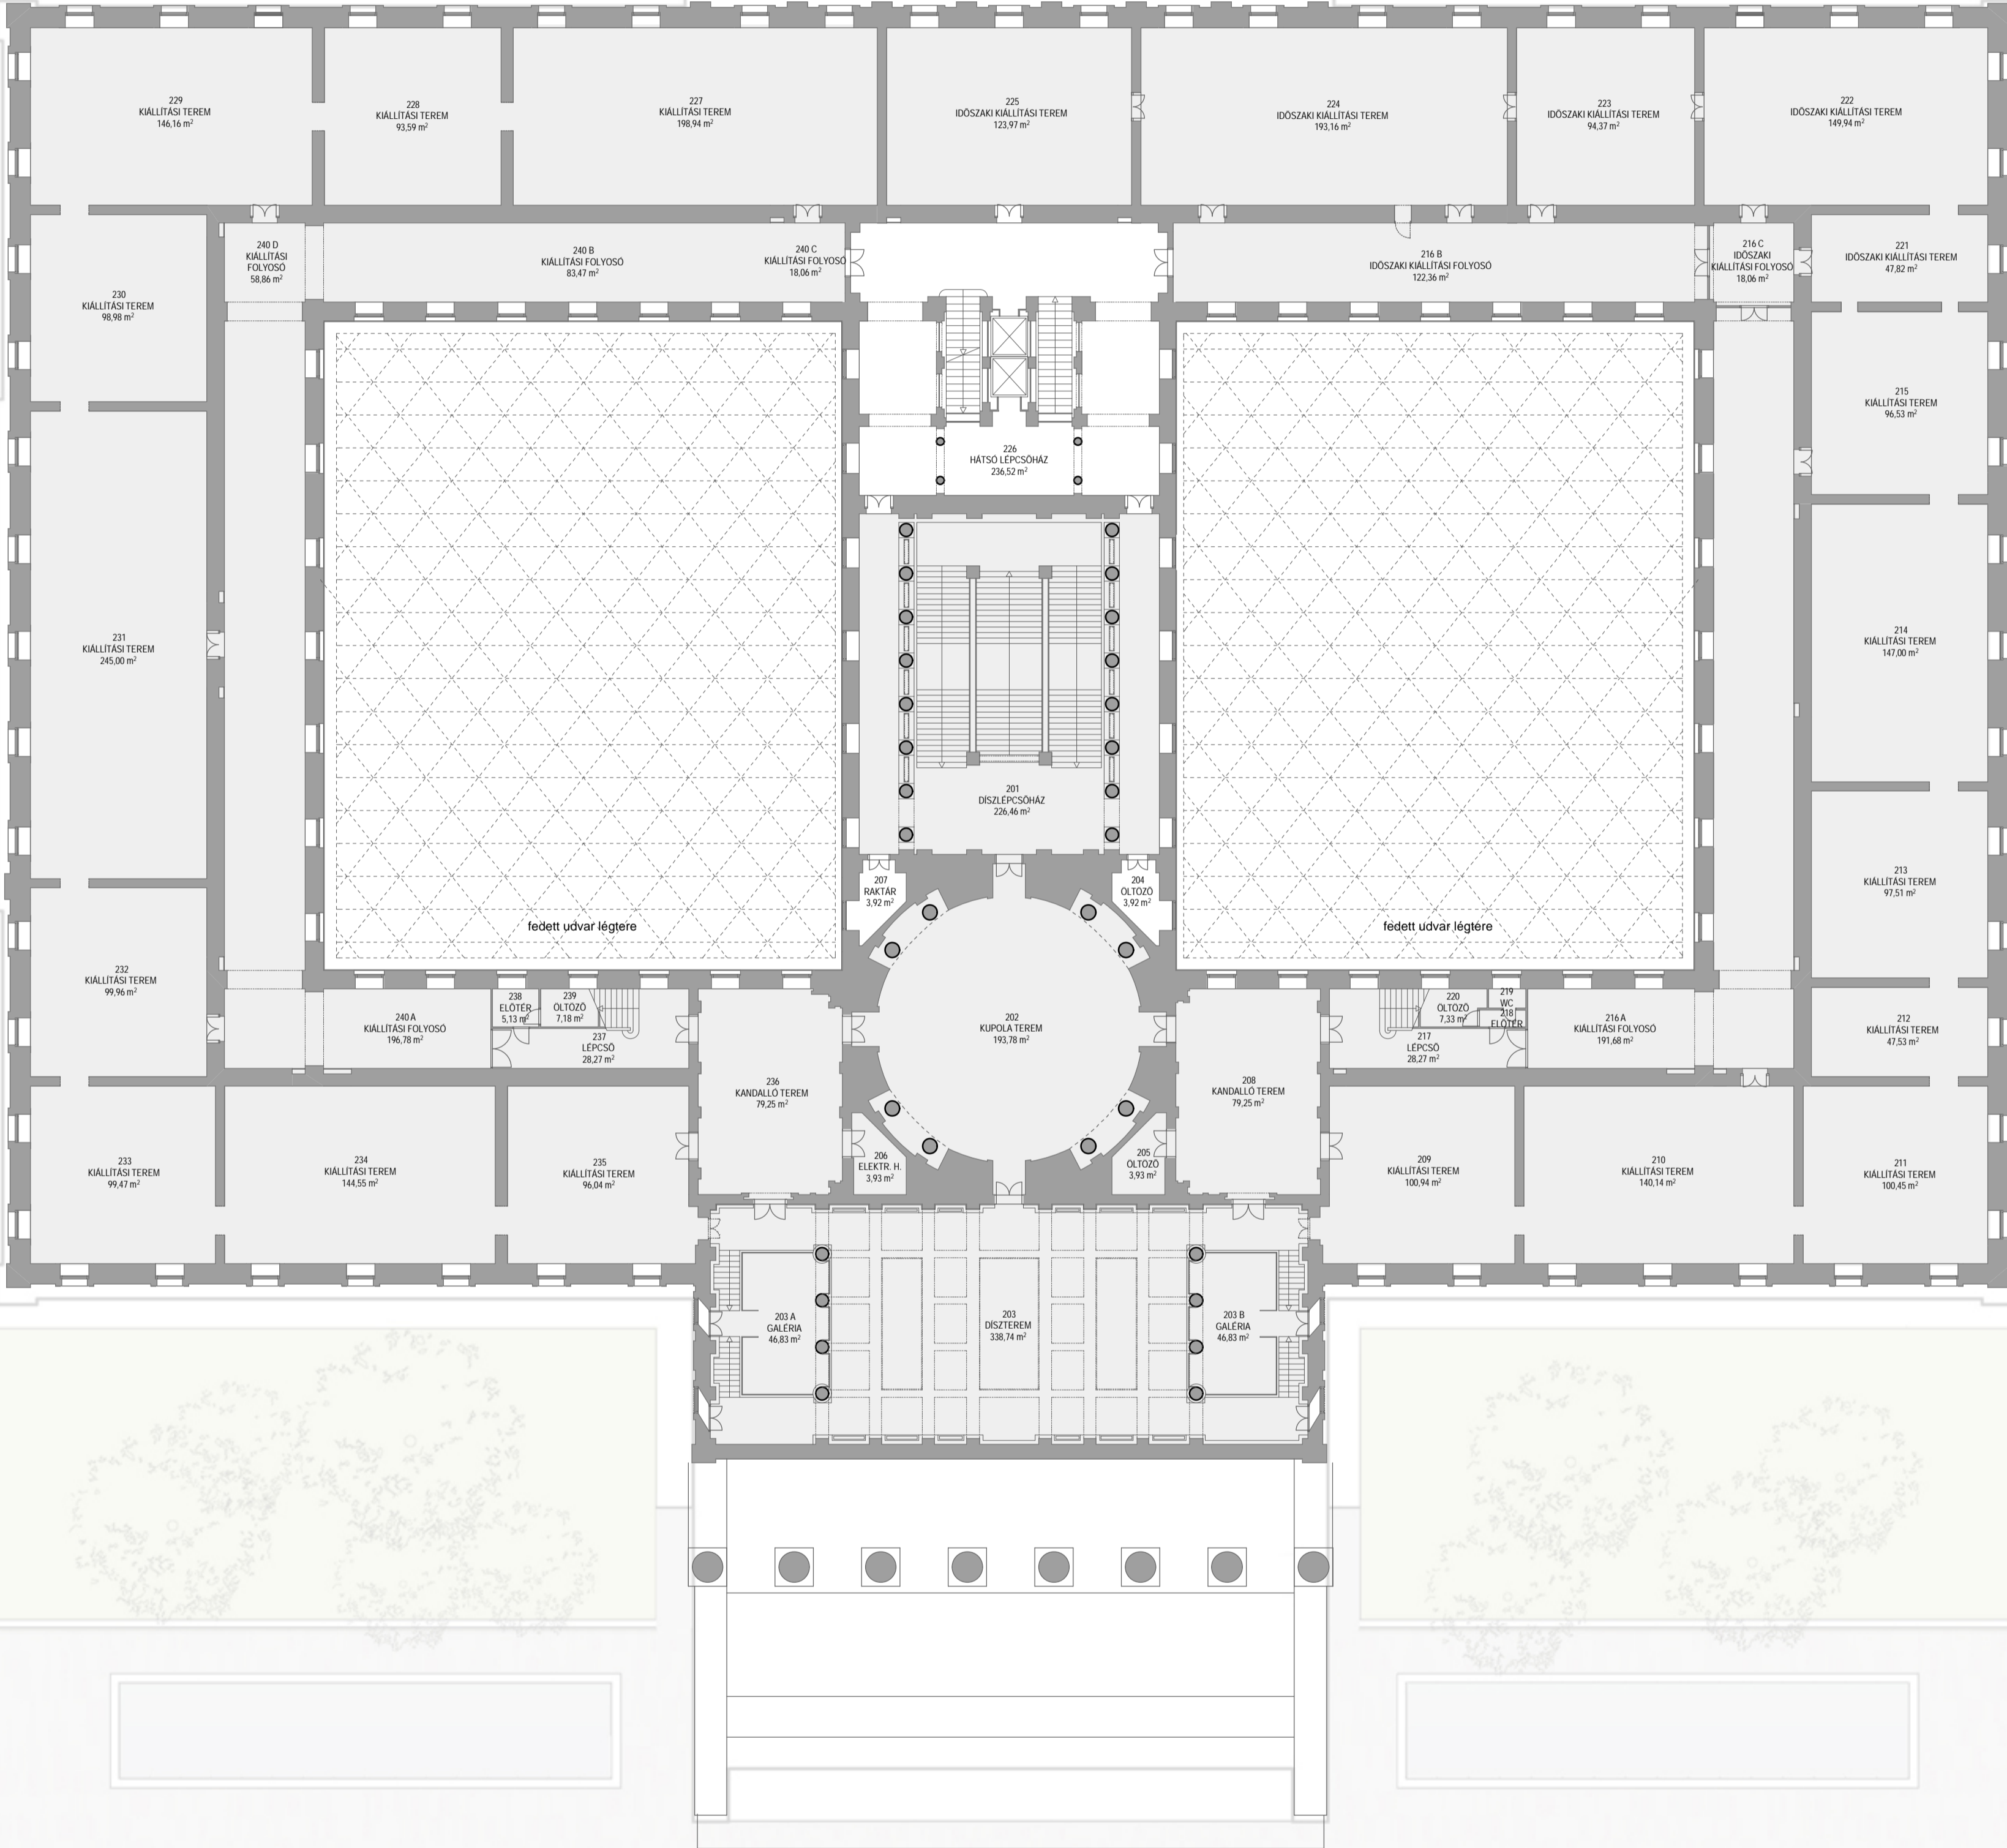 229
KIÁLLÍTÁSI TEREM
146,16 m²
228
KIÁLLÍTÁSI TEREM
93,59 m²
227
KIÁLLÍTÁSI TEREM
198,94 m²
225
IDŐSZAKI KIÁLLÍTÁSI TEREM
123,97 m²
224
IDŐSZAKI KIÁLLÍTÁSI TEREM
193,16 m²
223
IDŐSZAKI KIÁLLÍTÁSI TEREM
94,37 m²
222
IDŐSZAKI KIÁLLÍTÁSI TEREM
149,94 m²
240 D
KIÁLLÍTÁSI
FOLYOSÓ
58,86 m²
240 B
KIÁLLÍTÁSI FOLYOSÓ
83,47 m²
240 C
KIÁLLÍTÁSI FOLYOSÓ
18,06 m²
216 B
IDŐSZAKI KIÁLLÍTÁSI FOLYOSÓ
122,36 m²
216 C
IDŐSZAKI
KIÁLLÍTÁSI FOLYOSÓ
18,06 m²
221
IDŐSZAKI KIÁLLÍTÁSI TEREM
47,82 m²
230
KIÁLLÍTÁSI TEREM
98,98 m²
215
KIÁLLÍTÁSI TEREM
96,53 m²
226
HÁTSÓ LÉPCSŐHÁZ
236,52 m²
231
KIÁLLÍTÁSI TEREM
245,00 m²
214
KIÁLLÍTÁSI TEREM
147,00 m²
201
DÍSZLÉPCSŐHÁZ
226,46 m²
207
RAKTÁR
3,92 m²
204
ÖLTÖZŐ
3,92 m²
213
KIÁLLÍTÁSI TEREM
97,51 m²
fedett udvar légtere
fedett udvar légtere
232
KIÁLLÍTÁSI TEREM
99,96 m²
240 A
KIÁLLÍTÁSI FOLYOSÓ
196,78 m²
238
ELŐTÉR
5,13 m²
239
ÖLTÖZŐ
7,18 m²
237
LÉPCSŐ
28,27 m²
202
KUPOLA TEREM
193,78 m²
220
ÖLTÖZŐ
7,33 m²
219
WC
218
ELŐTÉR
217
LÉPCSŐ
28,27 m²
216 A
KIÁLLÍTÁSI FOLYOSÓ
191,68 m²
212
KIÁLLÍTÁSI TEREM
47,53 m²
236
KANDALLÓ TEREM
79,25 m²
208
KANDALLÓ TEREM
79,25 m²
233
KIÁLLÍTÁSI TEREM
99,47 m²
234
KIÁLLÍTÁSI TEREM
144,55 m²
235
KIÁLLÍTÁSI TEREM
96,04 m²
206
ELEKTR. H.
3,93 m²
205
ÖLTÖZŐ
3,93 m²
209
KIÁLLÍTÁSI TEREM
100,94 m²
210
KIÁLLÍTÁSI TEREM
140,14 m²
211
KIÁLLÍTÁSI TEREM
100,45 m²
203 A
GALÉRIA
46,83 m²
203
DÍSZTEREM
338,74 m²
203 B
GALÉRIA
46,83 m²